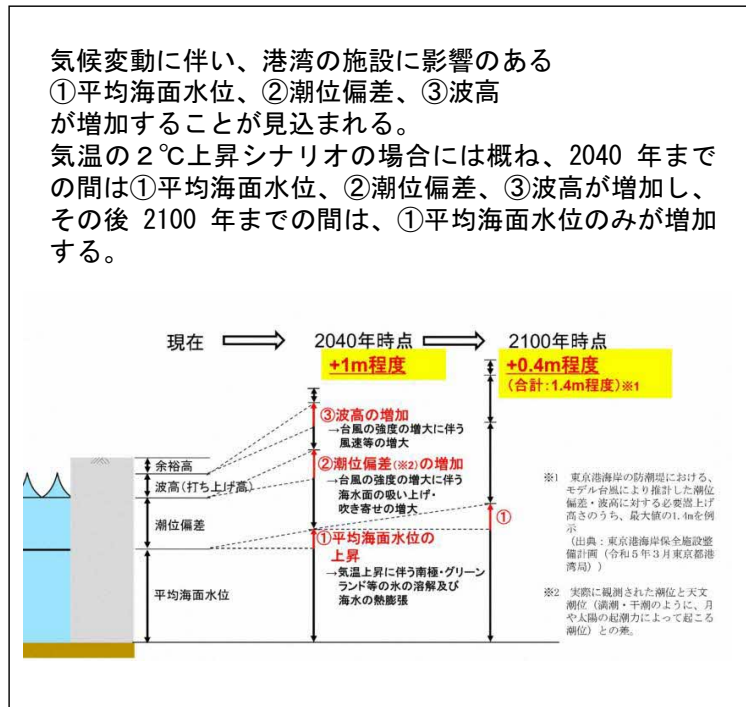 気候変動に伴い、港湾の施設に影響のある
①平均海面水位、②潮位偏差、③波高
が増加することが見込まれる。
気温の２℃上昇シナリオの場合には概ね、2040 年まで
の間は①平均海面水位、②潮位偏差、③波高が増加し、
その後 2100 年までの間は、①平均海面水位のみが増加
する。
現在
2040年時点
2100年時点
+1m程度
+0.4m程度
(合計:1.4m程度)※1
③波高の増加
→台風の強度の増大に伴う
風速等の増大
余裕高
波高(打ち上げ高)
②潮位偏差(※2)の増加
→台風の強度の増大に伴う
海水面の吸い上げ・
吹き寄せの増大
潮位偏差
①
①平均海面水位の
上昇
→気温上昇に伴う南極・グリーン
ランド等の氷の溶解及び
海水の熱膨張
平均海面水位
※1 東京港海岸の防潮堤における、
モデル台風により推計した潮位
偏差・波高に対する必要嵩上げ
高さのうち、最大値の1.4mを例
示
(出典：東京港海岸保全施設整
備計画（令和５年３月東京都港
湾局）)
※2 実際に観測された潮位と天文
潮位（満潮・干潮のように、月
や太陽の起潮力によって起こる
潮位）との差。